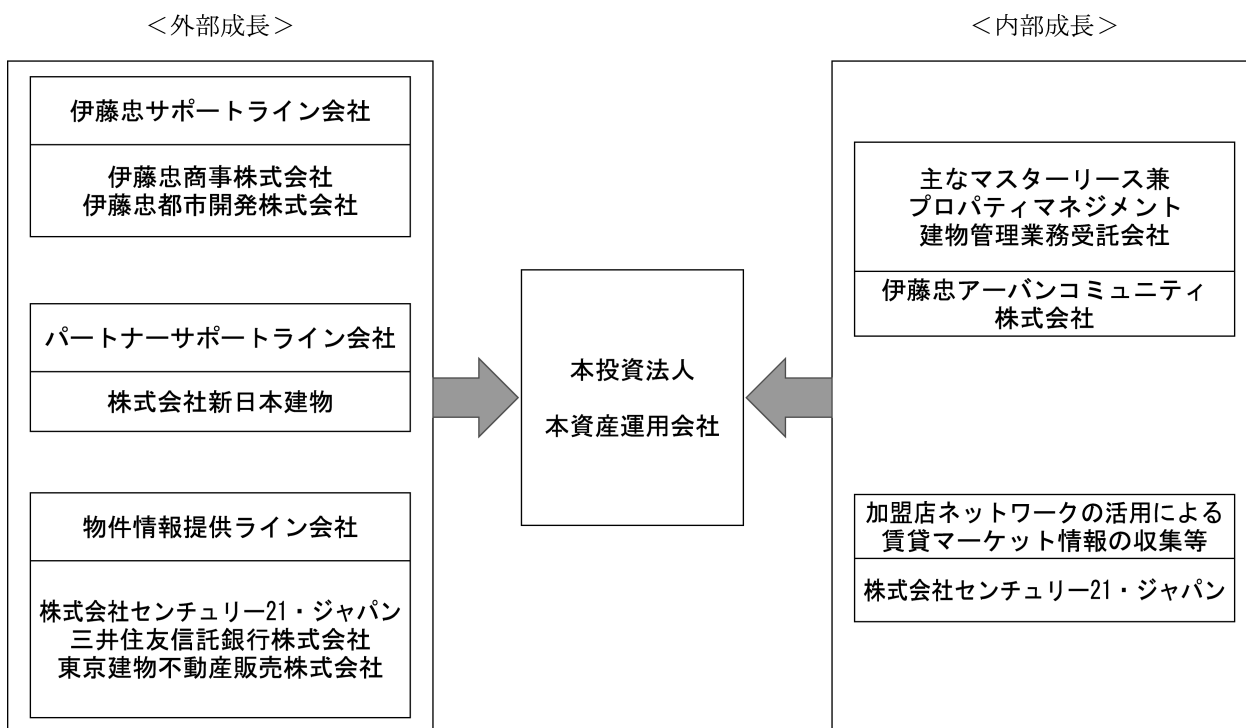 ＜外部成長＞
伊藤忠サポートライン会社
伊藤忠商事株式会社
伊藤忠都市開発株式会社
パートナーサポートライン会社
株式会社新日本建物
物件情報提供ライン会社
株式会社センチュリー21・ジャパン
三井住友信託銀行株式会社
東京建物不動産販売株式会社
本投資法人
本資産運用会社
＜内部成長＞
主なマスターリース兼
プロパティマネジメント
建物管理業務受託会社
伊藤忠アーバンコミュニティ
株式会社
加盟店ネットワークの活用による
賃貸マーケット情報の収集等
株式会社センチュリー21・ジャパン